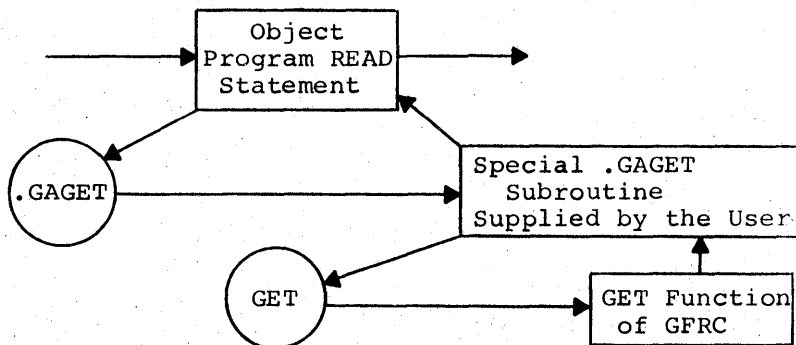 Object
Program READ
Statement
.GAGET
Special .GAGET
Subroutine
Supplied by the User
GET
GET Function
of GFRC